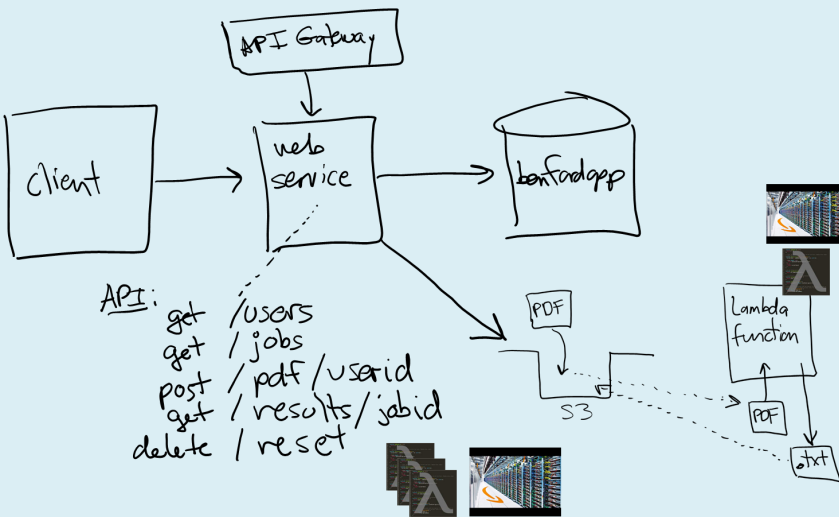 API Gateway
client
web
service
benfordapp
API:
get /users
get /jobs
post /pdf/userid
get /results/jobid
delete /reset
PDF
S3
Lambda
function
PDF
.txt